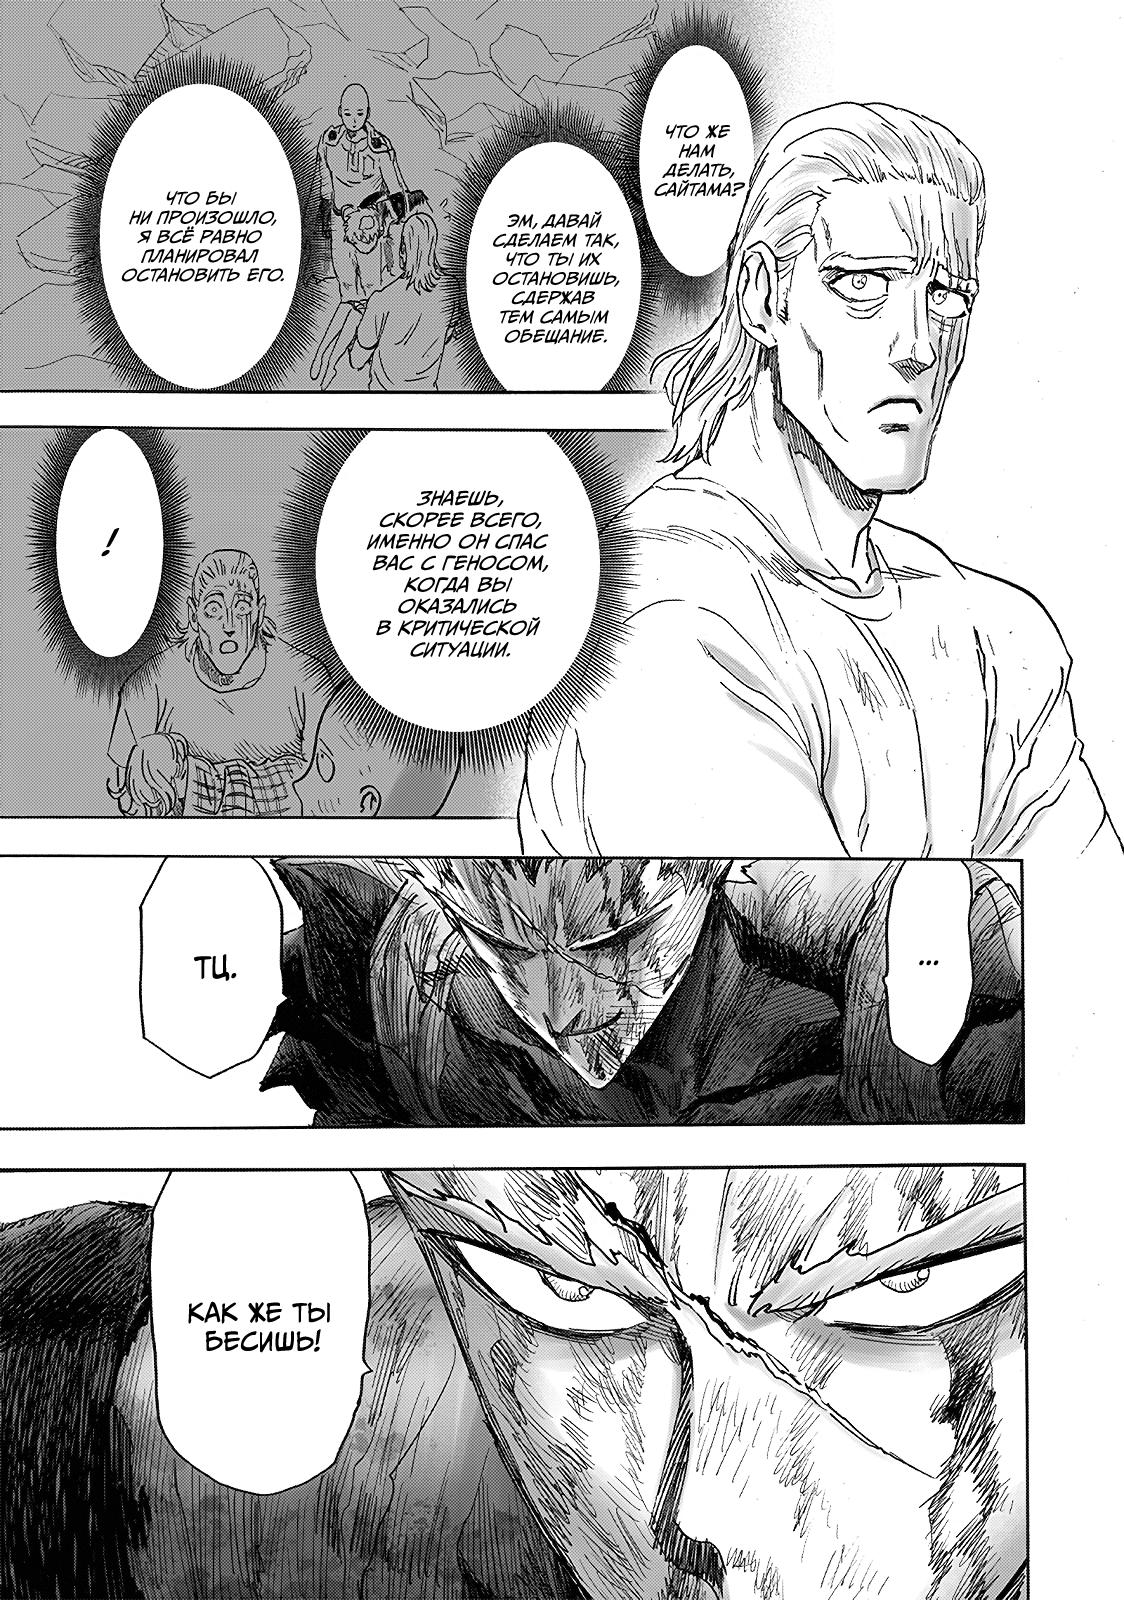 ЧТО ЖЕ
НАМ
ДЕЛАТЬ,
САЙТАМА?
ЭМ, ДАВАЙ
СДЕЛАЕМ ТАК,
ЧТО ТЫ ИХ
ОСТАНОВИШЬ,
СДЕРЖАВ
ТЕМ САМЫМ
ОБЕЩАНИЕ.
ЧТО БЫ
НИ ПРОИЗОШЛО,
Я ВСЁ РАВНО
ПЛАНИРОВАЛ
ОСТАНОВИТЬ ЕГО.
ЗНАЕШЬ,
СКОРЕЕ ВСЕГО,
ИМЕННО ОН СПАС
ВАС С ГЕНОСОМ,
КОГДА ВЫ
ОКАЗАЛИСЬ
В КРИТИЧЕСКОЙ
СИТУАЦИИ.
!
...
ТЦ.
КАК ЖЕ ТЫ
БЕСИШЬ!